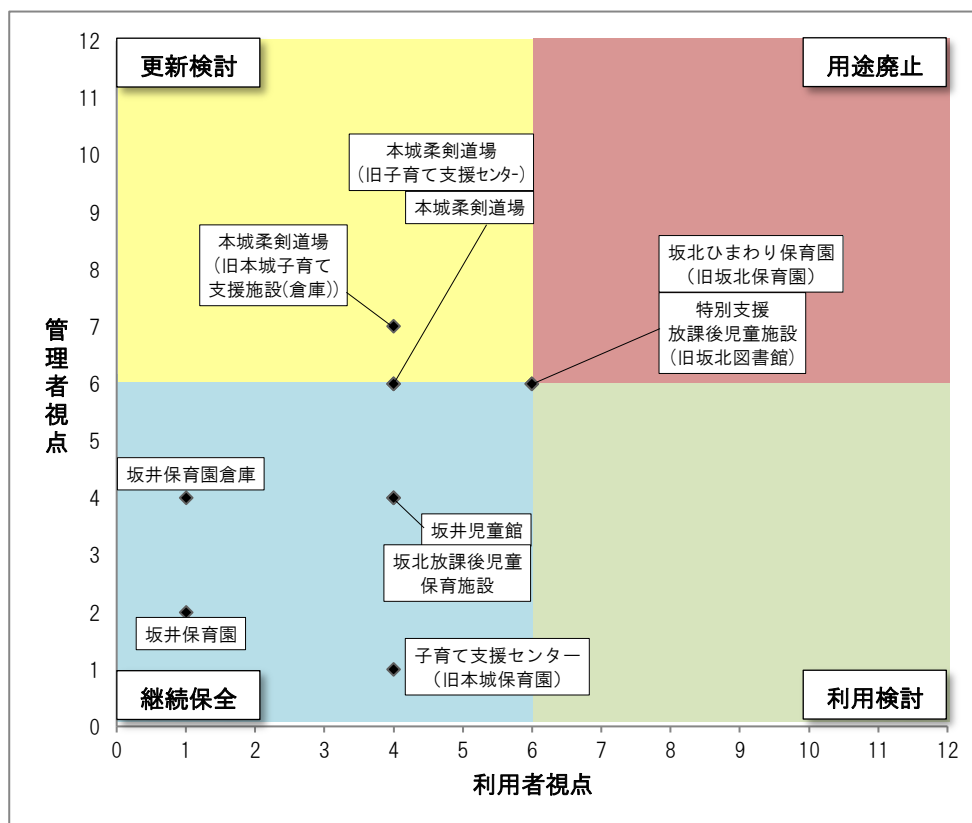 更新検討
用途廃止
本城柔剣道場
（旧子育て支援ｾﾝﾀｰ）
本城柔剣道場
本城柔剣道場
（旧本城子育て
支援施設(倉庫)）
坂北ひまわり保育園
（旧坂北保育園）
特別支援
放課後児童施設
（旧坂北図書館）
坂井保育園倉庫
坂井児童館
坂北放課後児童
保育施設
坂井保育園
子育て支援センター
（旧本城保育園）
継続保全
利用検討
管理者視点
12
11
10
9
8
7
6
5
4
3
2
1
0
0 1 2 3 4 5 6 7 8 9 10 11 12
利用者視点